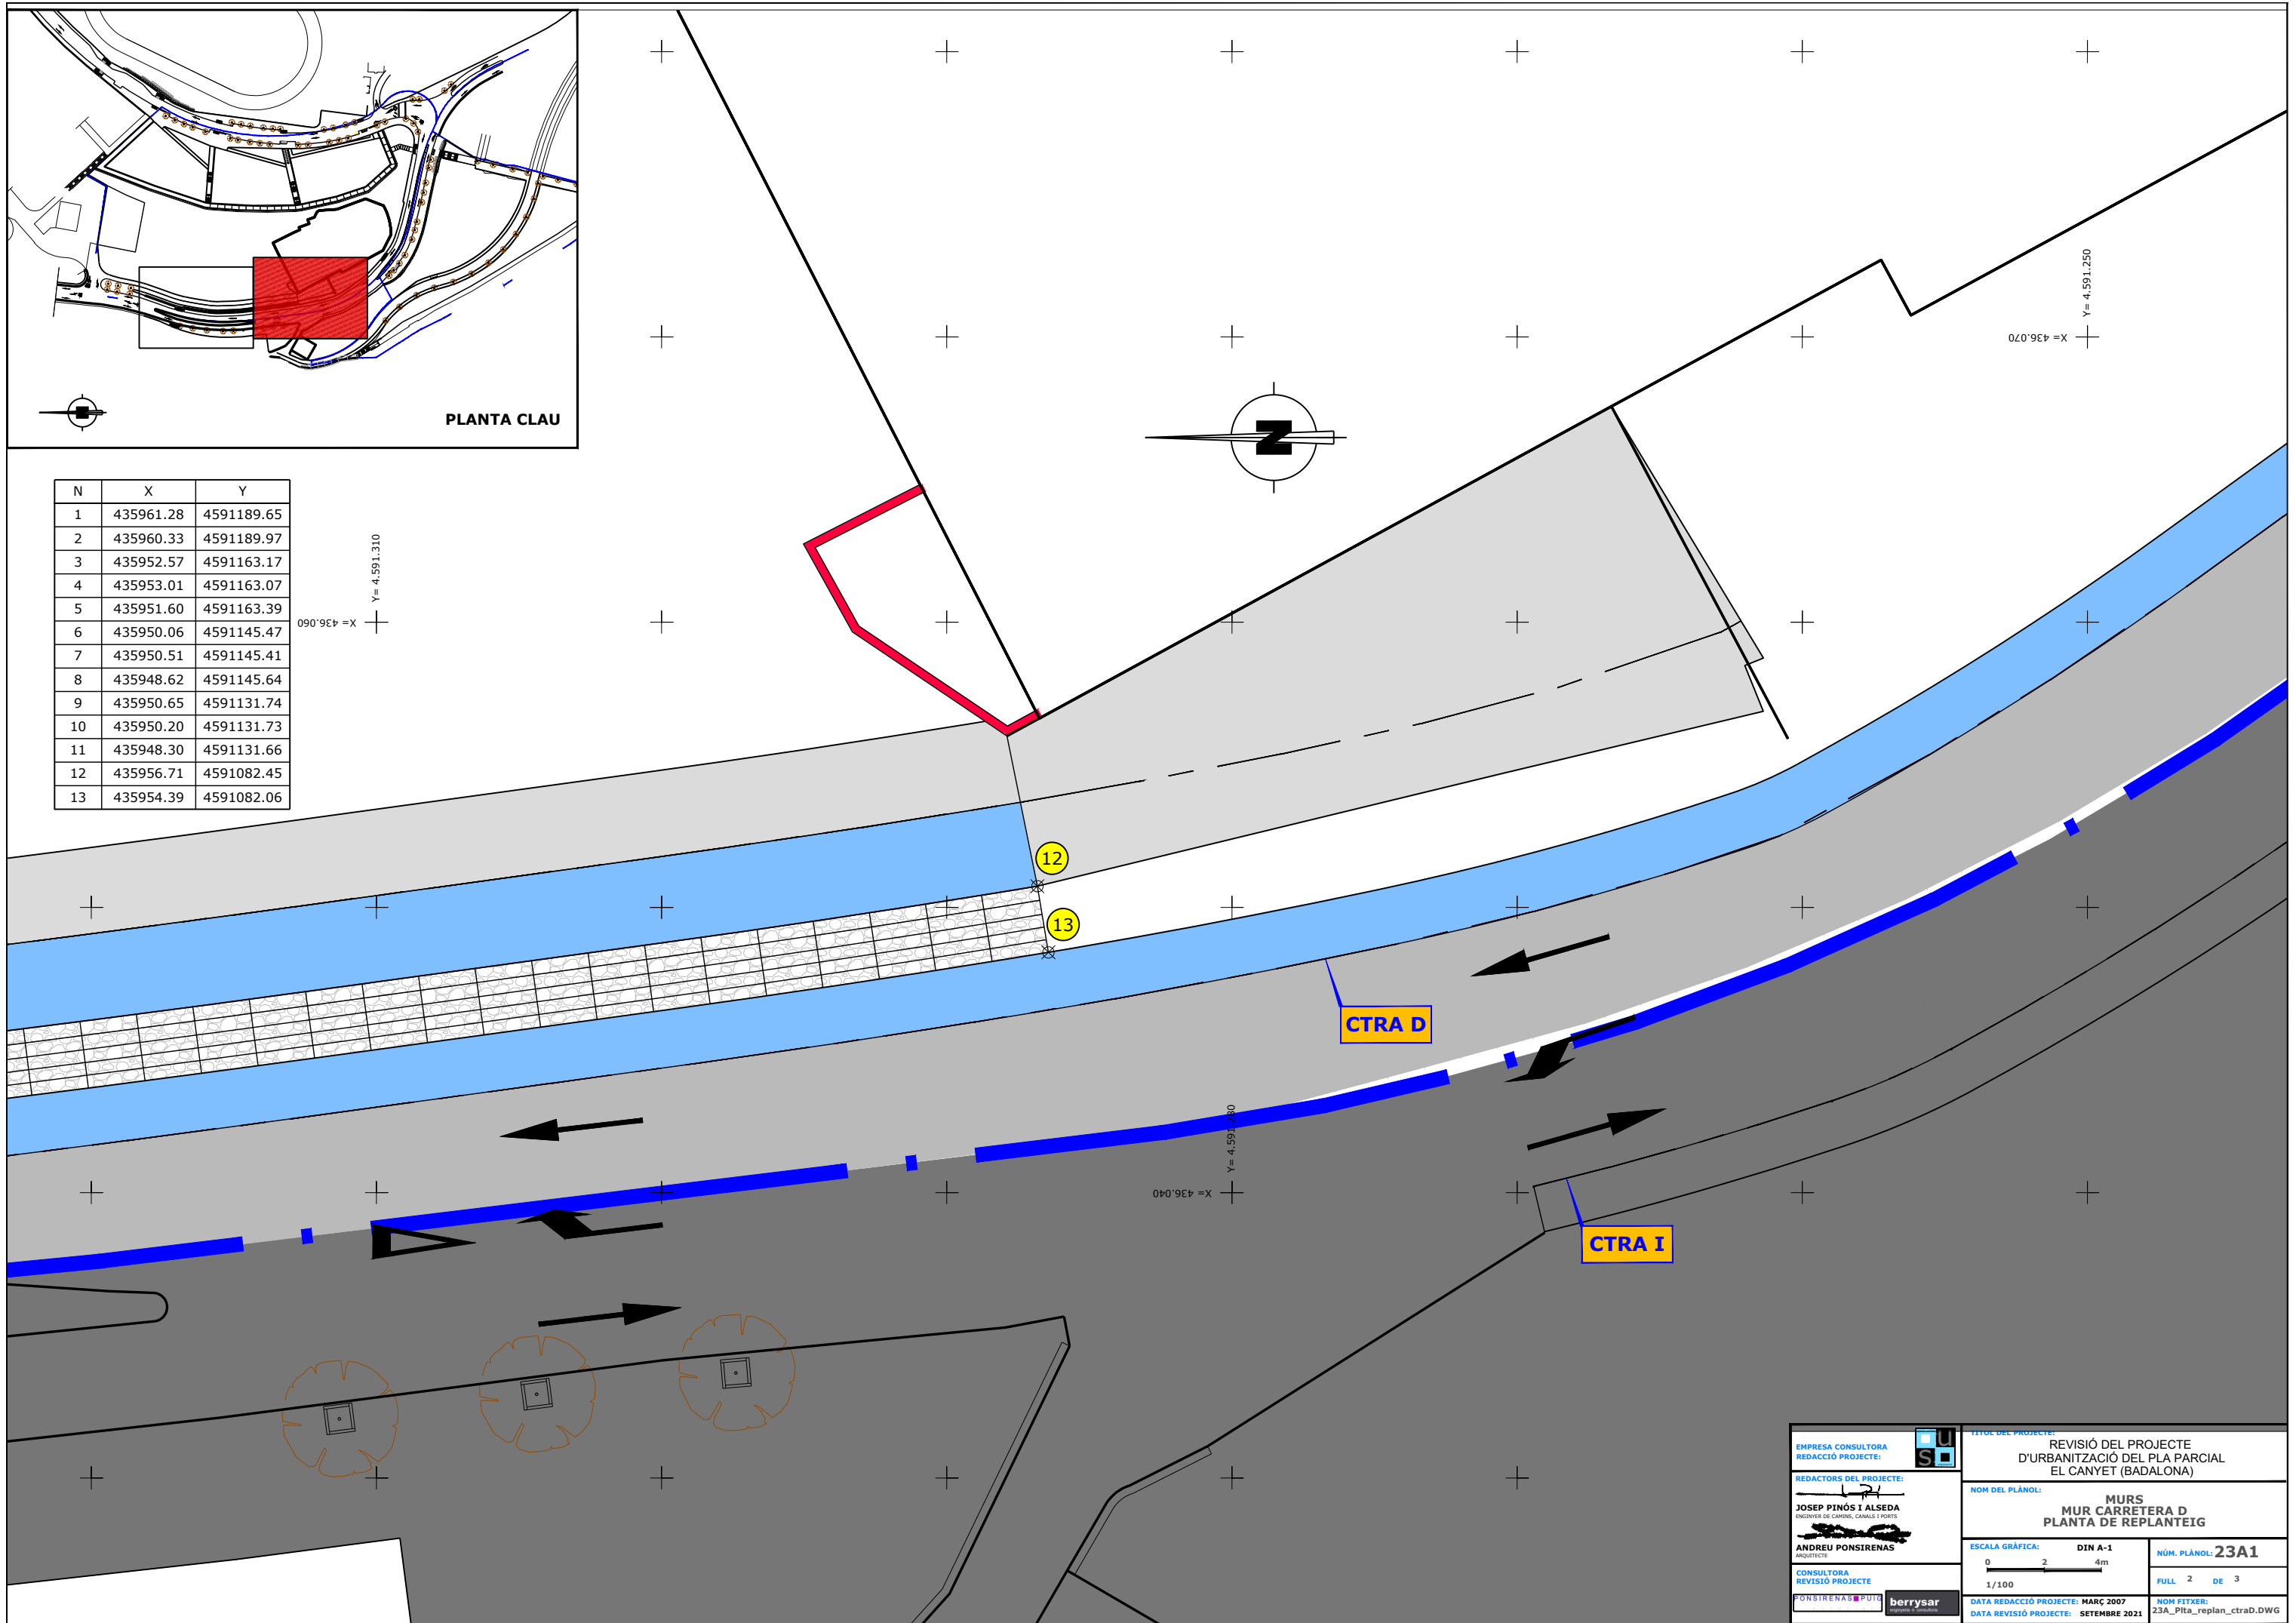 PLANTA CLAU
N X Y
1 435961.28 4591189.65
2 435960.33 4591189.97
3 435952.57 4591163.17
4 435953.01 4591163.07
5 435951.60 4591163.39
6 435950.06 4591145.47
7 435950.51 4591145.41
8 435948.62 4591145.64
9 435950.65 4591131.74
10 435950.20 4591131.73
11 435948.30 4591131.66
12 435956.71 4591082.45
13 435954.39 4591082.06
Y= 4.591.310
X= 436.060
N
Y= 4.591.250
X= 436.070
12
13
CTRA D
Y= 4.591.280
X= 436.040
CTRA I
EMPRESA CONSULTORA
REDACCIÓ PROJECTE:
REDACTORS DEL PROJECTE:
JOSEP PINÓS I ALSEDA
ENGINYER DE CAMINS, CANALS I PORTS
ANDREU PONSIRENAS
ARQUITECTE
CONSULTORA
REVISIÓ PROJECTE
PONSIRENAS PUIG
berrysar
TITOL DEL PROJECTE:
REVISIÓ DEL PROJECTE
D'URBANITZACIÓ DEL PLA PARCIAL
EL CANYET (BADALONA)
NOM DEL PLÀNOL:
MURS
MUR CARRETERA D
PLANTA DE REPLANTEIG
ESCALA GRÀFICA: DIN A-1
0 2 4m
1/100
NÚM. PLÀNOL: 23A1
FULL 2 DE 3
DATA REDACCIÓ PROJECTE: MARÇ 2007
DATA REVISIÓ PROJECTE: SETEMBRE 2021
NOM FITXER:
23A_Plta_replan_ctraD.DWG